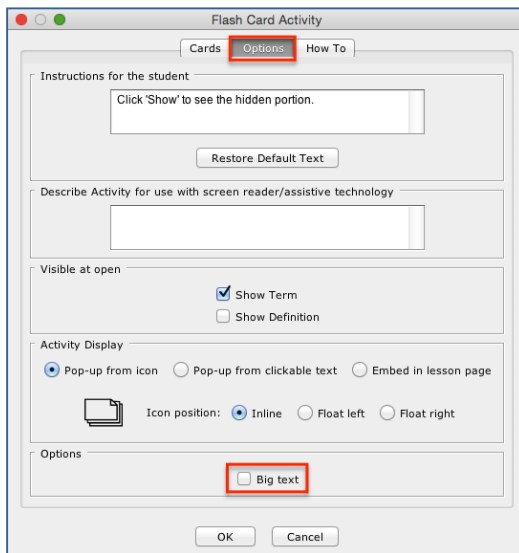 Flash Card Activity
Cards Options How To
Instructions for the student
Click 'Show' to see the hidden portion.
Restore Default Text
Describe Activity for use with screen reader/assistive technology
Visible at open
Show Term
Show Definition
Activity Display
Pop-up from icon Pop-up from clickable text Embed in lesson page
Icon position: Inline Float left Float right
Options
Big text
OK Cancel